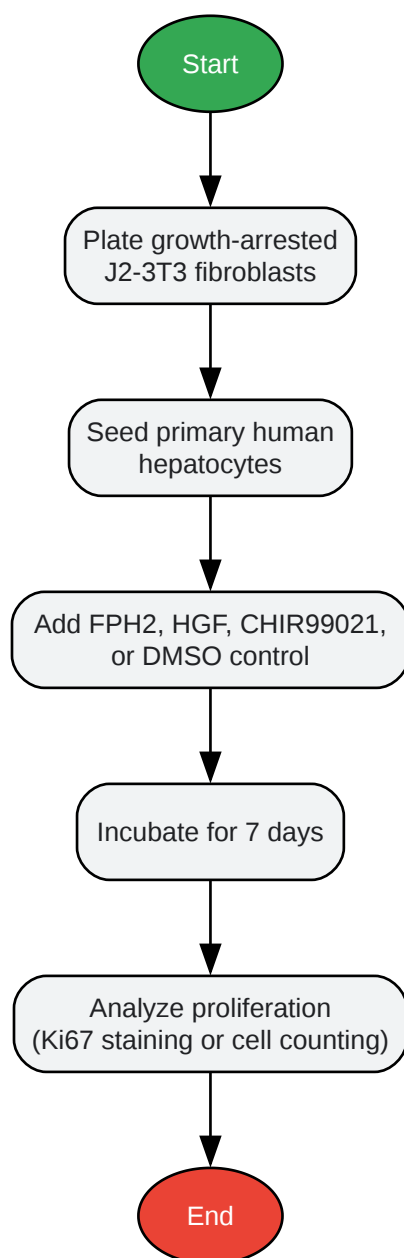 Start
Plate growth-arrested
J2-3T3 fibroblasts
Seed primary human
hepatocytes
Add FPH2, HGF, CHIR99021,
or DMSO control
Incubate for 7 days
Analyze proliferation
(Ki67 staining or cell counting)
End